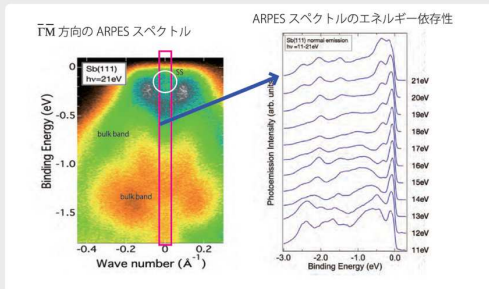 ΓM 方向の ARPES スペクトル
Sb(111)
hν=21eV
SS
bulk band
bulk band
0
-0.5
-1.0
-1.5
Binding Energy (eV)
-0.4
-0.2
0
0.2
Wave number (Å⁻¹)
ARPES スペクトルのエネルギー依存性
Sb(111) normal emission
hν =11-21eV
Photoemission Intensity (arb. units)
21eV
20eV
19eV
18eV
17eV
16eV
15eV
14eV
13eV
12eV
11eV
-3.0
-2.0
-1.0
0.0
Binding Energy (eV)